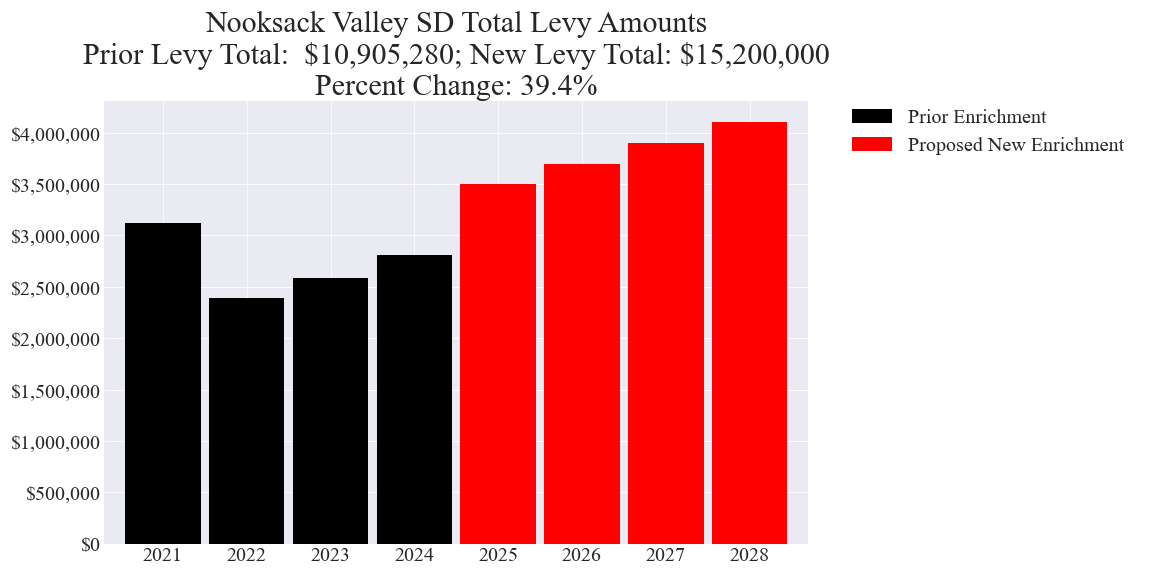 Nooksack Valley SD Total Levy Amounts
Prior Levy Total:  $10,905,280; New Levy Total: $15,200,000
Percent Change: 39.4%
Prior Enrichment
Proposed New Enrichment
$4,000,000
$3,500,000
$3,000,000
$2,500,000
$2,000,000
$1,500,000
$1,000,000
$500,000
$0
2021 2022 2023 2024 2025 2026 2027 2028